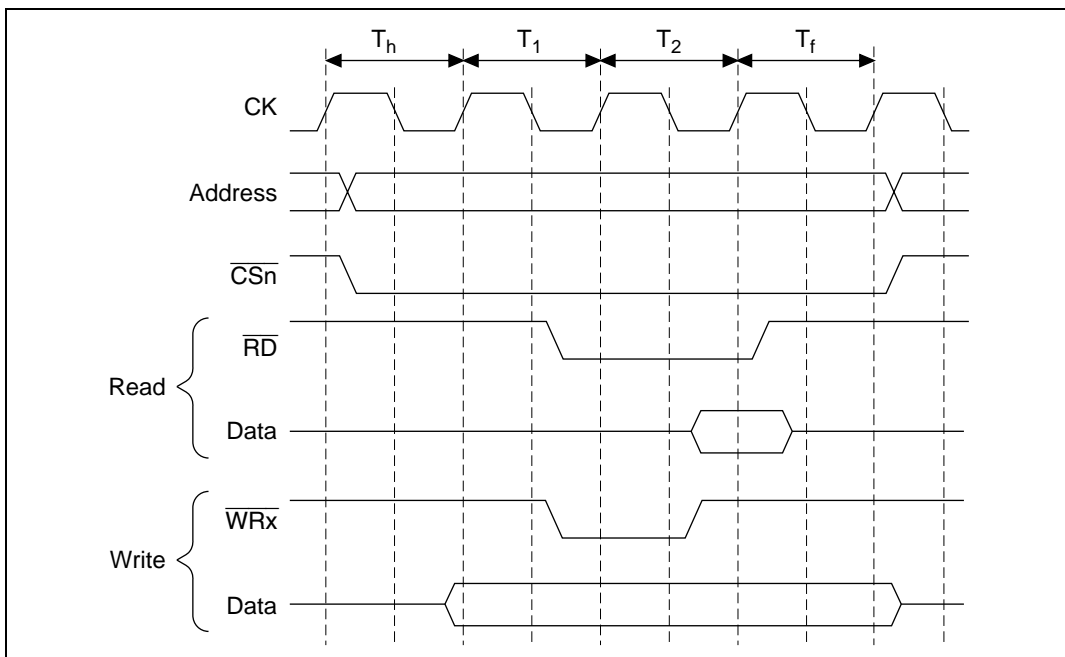 Th T1 T2 Tf
CK
Address
CSn
RD
Read
Data
WRx
Write
Data